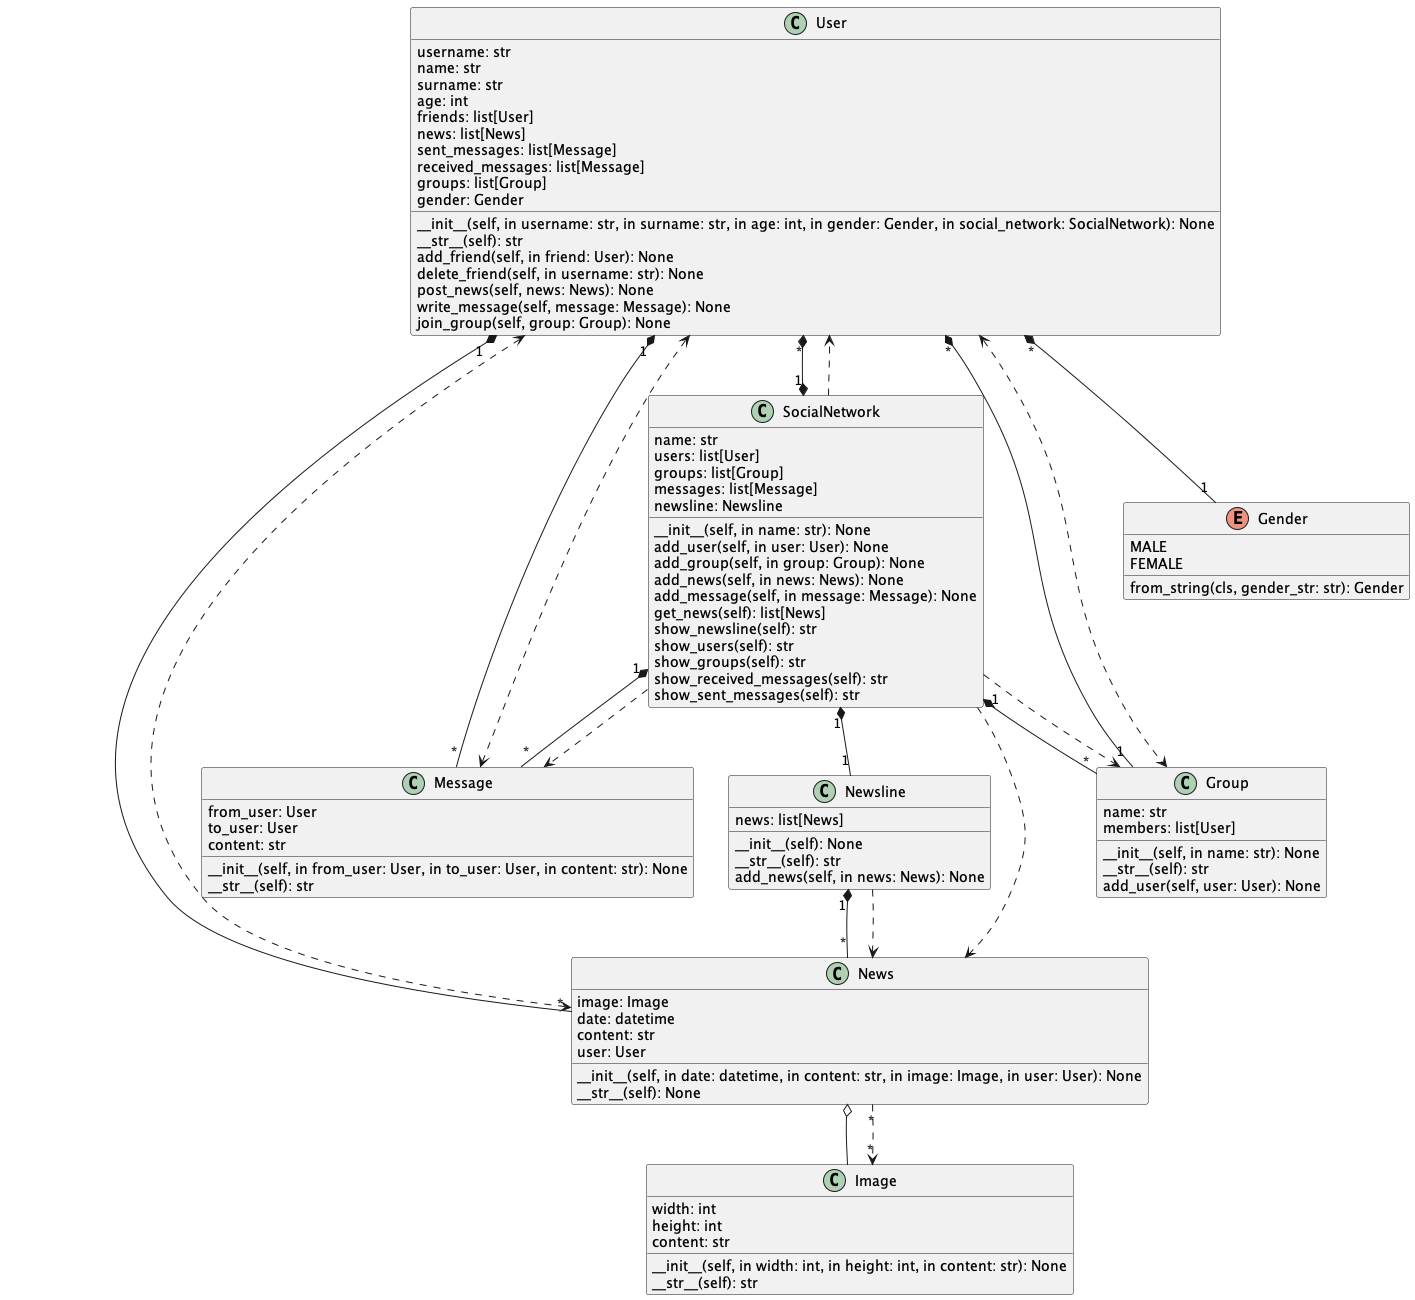 C User
username: str
name: str
surname: str
age: int
friends: list[User]
news: list[News]
sent_messages: list[Message]
received_messages: list[Message]
groups: list[Group]
gender: Gender
__init__(self, in username: str, in surname: str, in age: int, in gender: Gender, in social_network: SocialNetwork): None
__str__(self): str
add_friend(self, in friend: User): None
delete_friend(self, in username: str): None
post_news(self, news: News): None
write_message(self, message: Message): None
join_group(self, group: Group): None
1 1 * * *
1
C SocialNetwork
name: str
users: list[User]
groups: list[Group]
messages: list[Message]
newsline: Newsline
__init__(self, in name: str): None
add_user(self, in user: User): None
add_group(self, in group: Group): None
add_news(self, in news: News): None
add_message(self, in message: Message): None
get_news(self): list[News]
show_newsline(self): str
show_users(self): str
show_groups(self): str
show_received_messages(self): str
show_sent_messages(self): str
1
E Gender
MALE
FEMALE
from_string(cls, gender_str: str): Gender
1 1
1
* * 1 * 1
C Message
from_user: User
to_user: User
content: str
__init__(self, in from_user: User, in to_user: User, in content: str): None
__str__(self): str
C Newsline
news: list[News]
__init__(self): None
__str__(self): str
add_news(self, in news: News): None
C Group
name: str
members: list[User]
__init__(self, in name: str): None
__str__(self): str
add_user(self, user: User): None
1
*
*
C News
image: Image
date: datetime
content: str
user: User
__init__(self, in date: datetime, in content: str, in image: Image, in user: User): None
__str__(self): None
*
*
C Image
width: int
height: int
content: str
__init__(self, in width: int, in height: int, in content: str): None
__str__(self): str